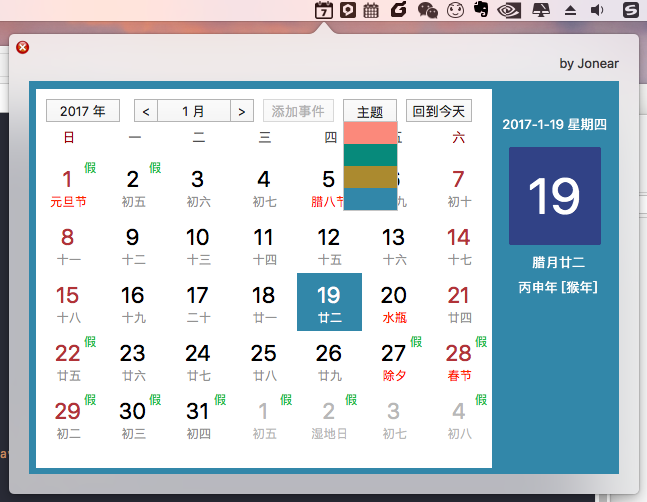 7
by Jonear
2017 年 < 1 月 > 添加事件 主题 回到今天
日 一 二 三 四 六
假 假
1 2 3 4 5 7
元旦节 初五 初六 初七 腊八节 初十
8 9 10 11 12 13 14
十一 十二 十三 十四 十五 十六 十七
15 16 17 18 19 20 21
十八 十九 二十 廿一 廿二 水瓶 廿四
假 假 假
22 23 24 25 26 27 28
廿五 廿六 廿七 廿八 廿九 除夕 春节
假 假 假 假 假 假
29 30 31 1 2 3 4
初二 初三 初四 初五 湿地日 初七 初八
2017-1-19 星期四
19
腊月廿二
丙申年 [猴年]